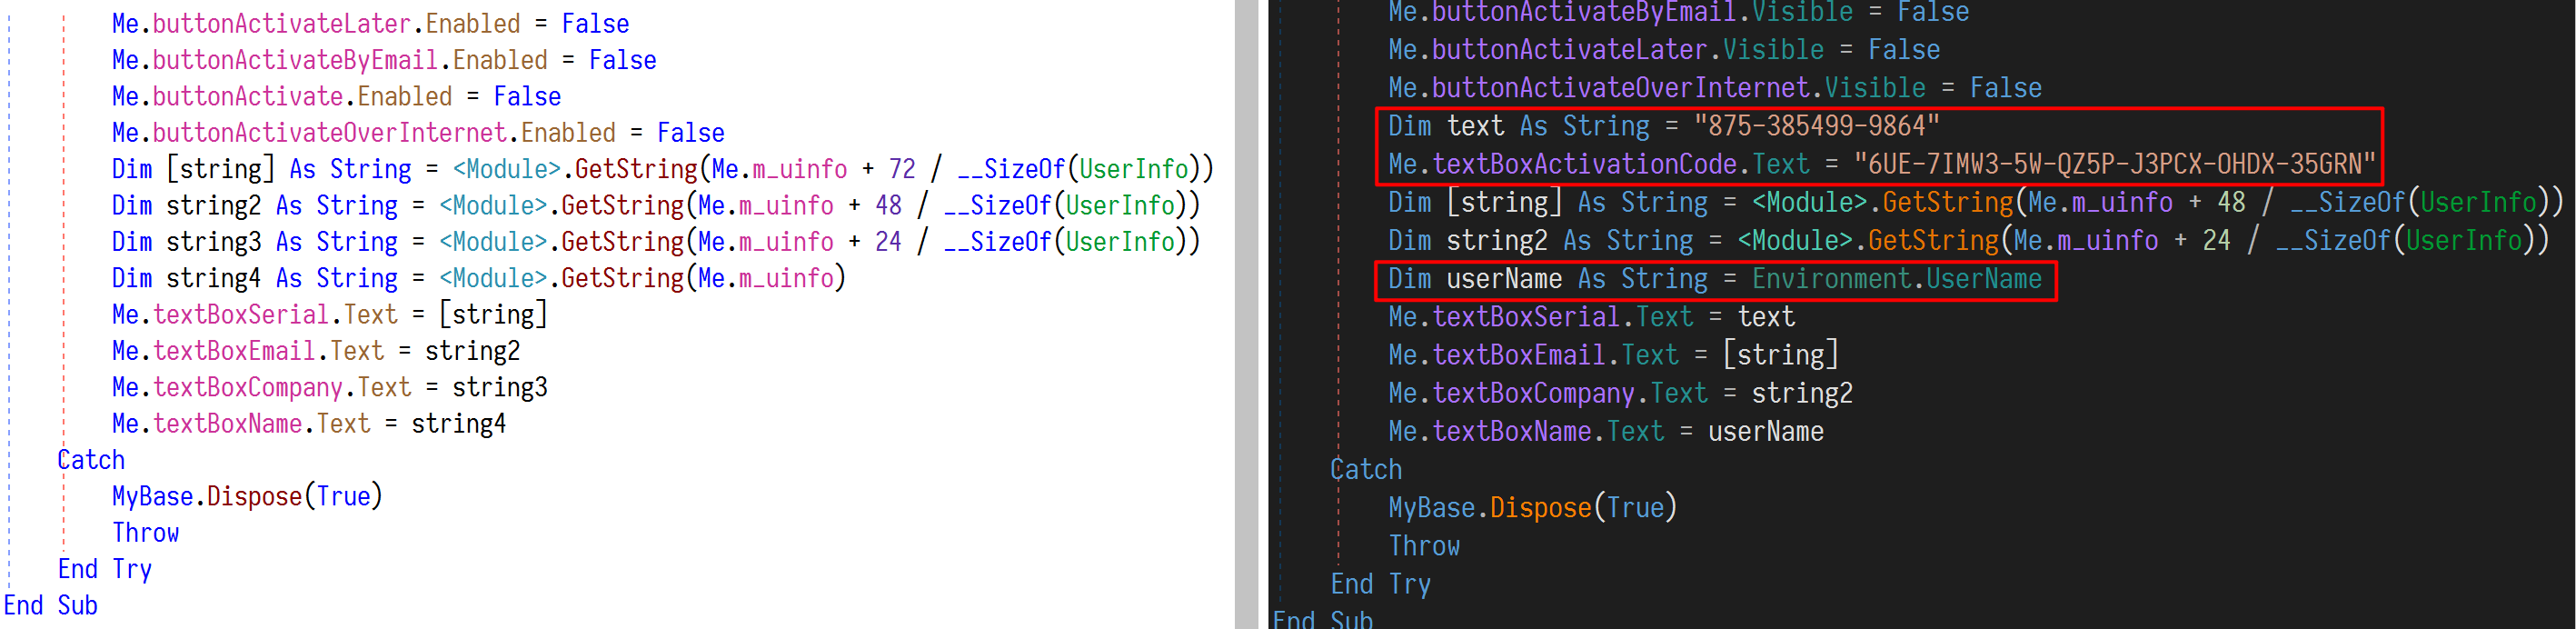 Me.buttonActivateLater.Enabled = False
Me.buttonActivateByEmail.Enabled = False
Me.buttonActivate.Enabled = False
Me.buttonActivateOverInternet.Enabled = False
Dim [string] As String = <Module>.GetString(Me.m_uinfo + 72 / __SizeOf(UserInfo))
Dim string2 As String = <Module>.GetString(Me.m_uinfo + 48 / __SizeOf(UserInfo))
Dim string3 As String = <Module>.GetString(Me.m_uinfo + 24 / __SizeOf(UserInfo))
Dim string4 As String = <Module>.GetString(Me.m_uinfo)
Me.textBoxSerial.Text = [string]
Me.textBoxEmail.Text = string2
Me.textBoxCompany.Text = string3
Me.textBoxName.Text = string4
Catch
MyBase.Dispose(True)
Throw
End Try
End Sub
Me.buttonActivateByEmail.Visible = False
Me.buttonActivateLater.Visible = False
Me.buttonActivateOverInternet.Visible = False
Dim text As String = "875-385499-9864"
Me.textBoxActivationCode.Text = "6UE-7IMW3-5W-QZ5P-J3PCX-OHDX-35GRN"
Dim [string] As String = <Module>.GetString(Me.m_uinfo + 48 / __SizeOf(UserInfo))
Dim string2 As String = <Module>.GetString(Me.m_uinfo + 24 / __SizeOf(UserInfo))
Dim userName As String = Environment.UserName
Me.textBoxSerial.Text = text
Me.textBoxEmail.Text = [string]
Me.textBoxCompany.Text = string2
Me.textBoxName.Text = userName
Catch
MyBase.Dispose(True)
Throw
End Try
End Sub